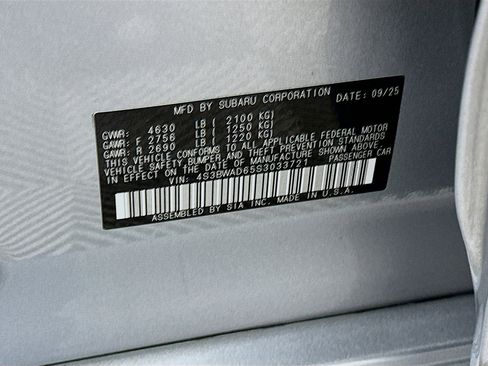 MFD BY SUBARU CORPORATION DATE: 09/25
GVWR: 4630 LB ( 2100 KG)
GAWR: F 2756 LB ( 1250 KG)
GAWR: R 2690 LB ( 1220 KG)
THIS VEHICLE CONFORMS TO ALL APPLICABLE FEDERAL MOTOR
VEHICLE SAFETY,BUMPER,AND THEFT PREVENTION STANDARDS
IN EFFECT ON THE DATE OF MANUFACTURE SHOWN ABOVE.
VIN: 4S3BWAD65S3033721 PASSENGER CAR
ASSEMBLED BY SIA INC. MADE IN U.S.A.